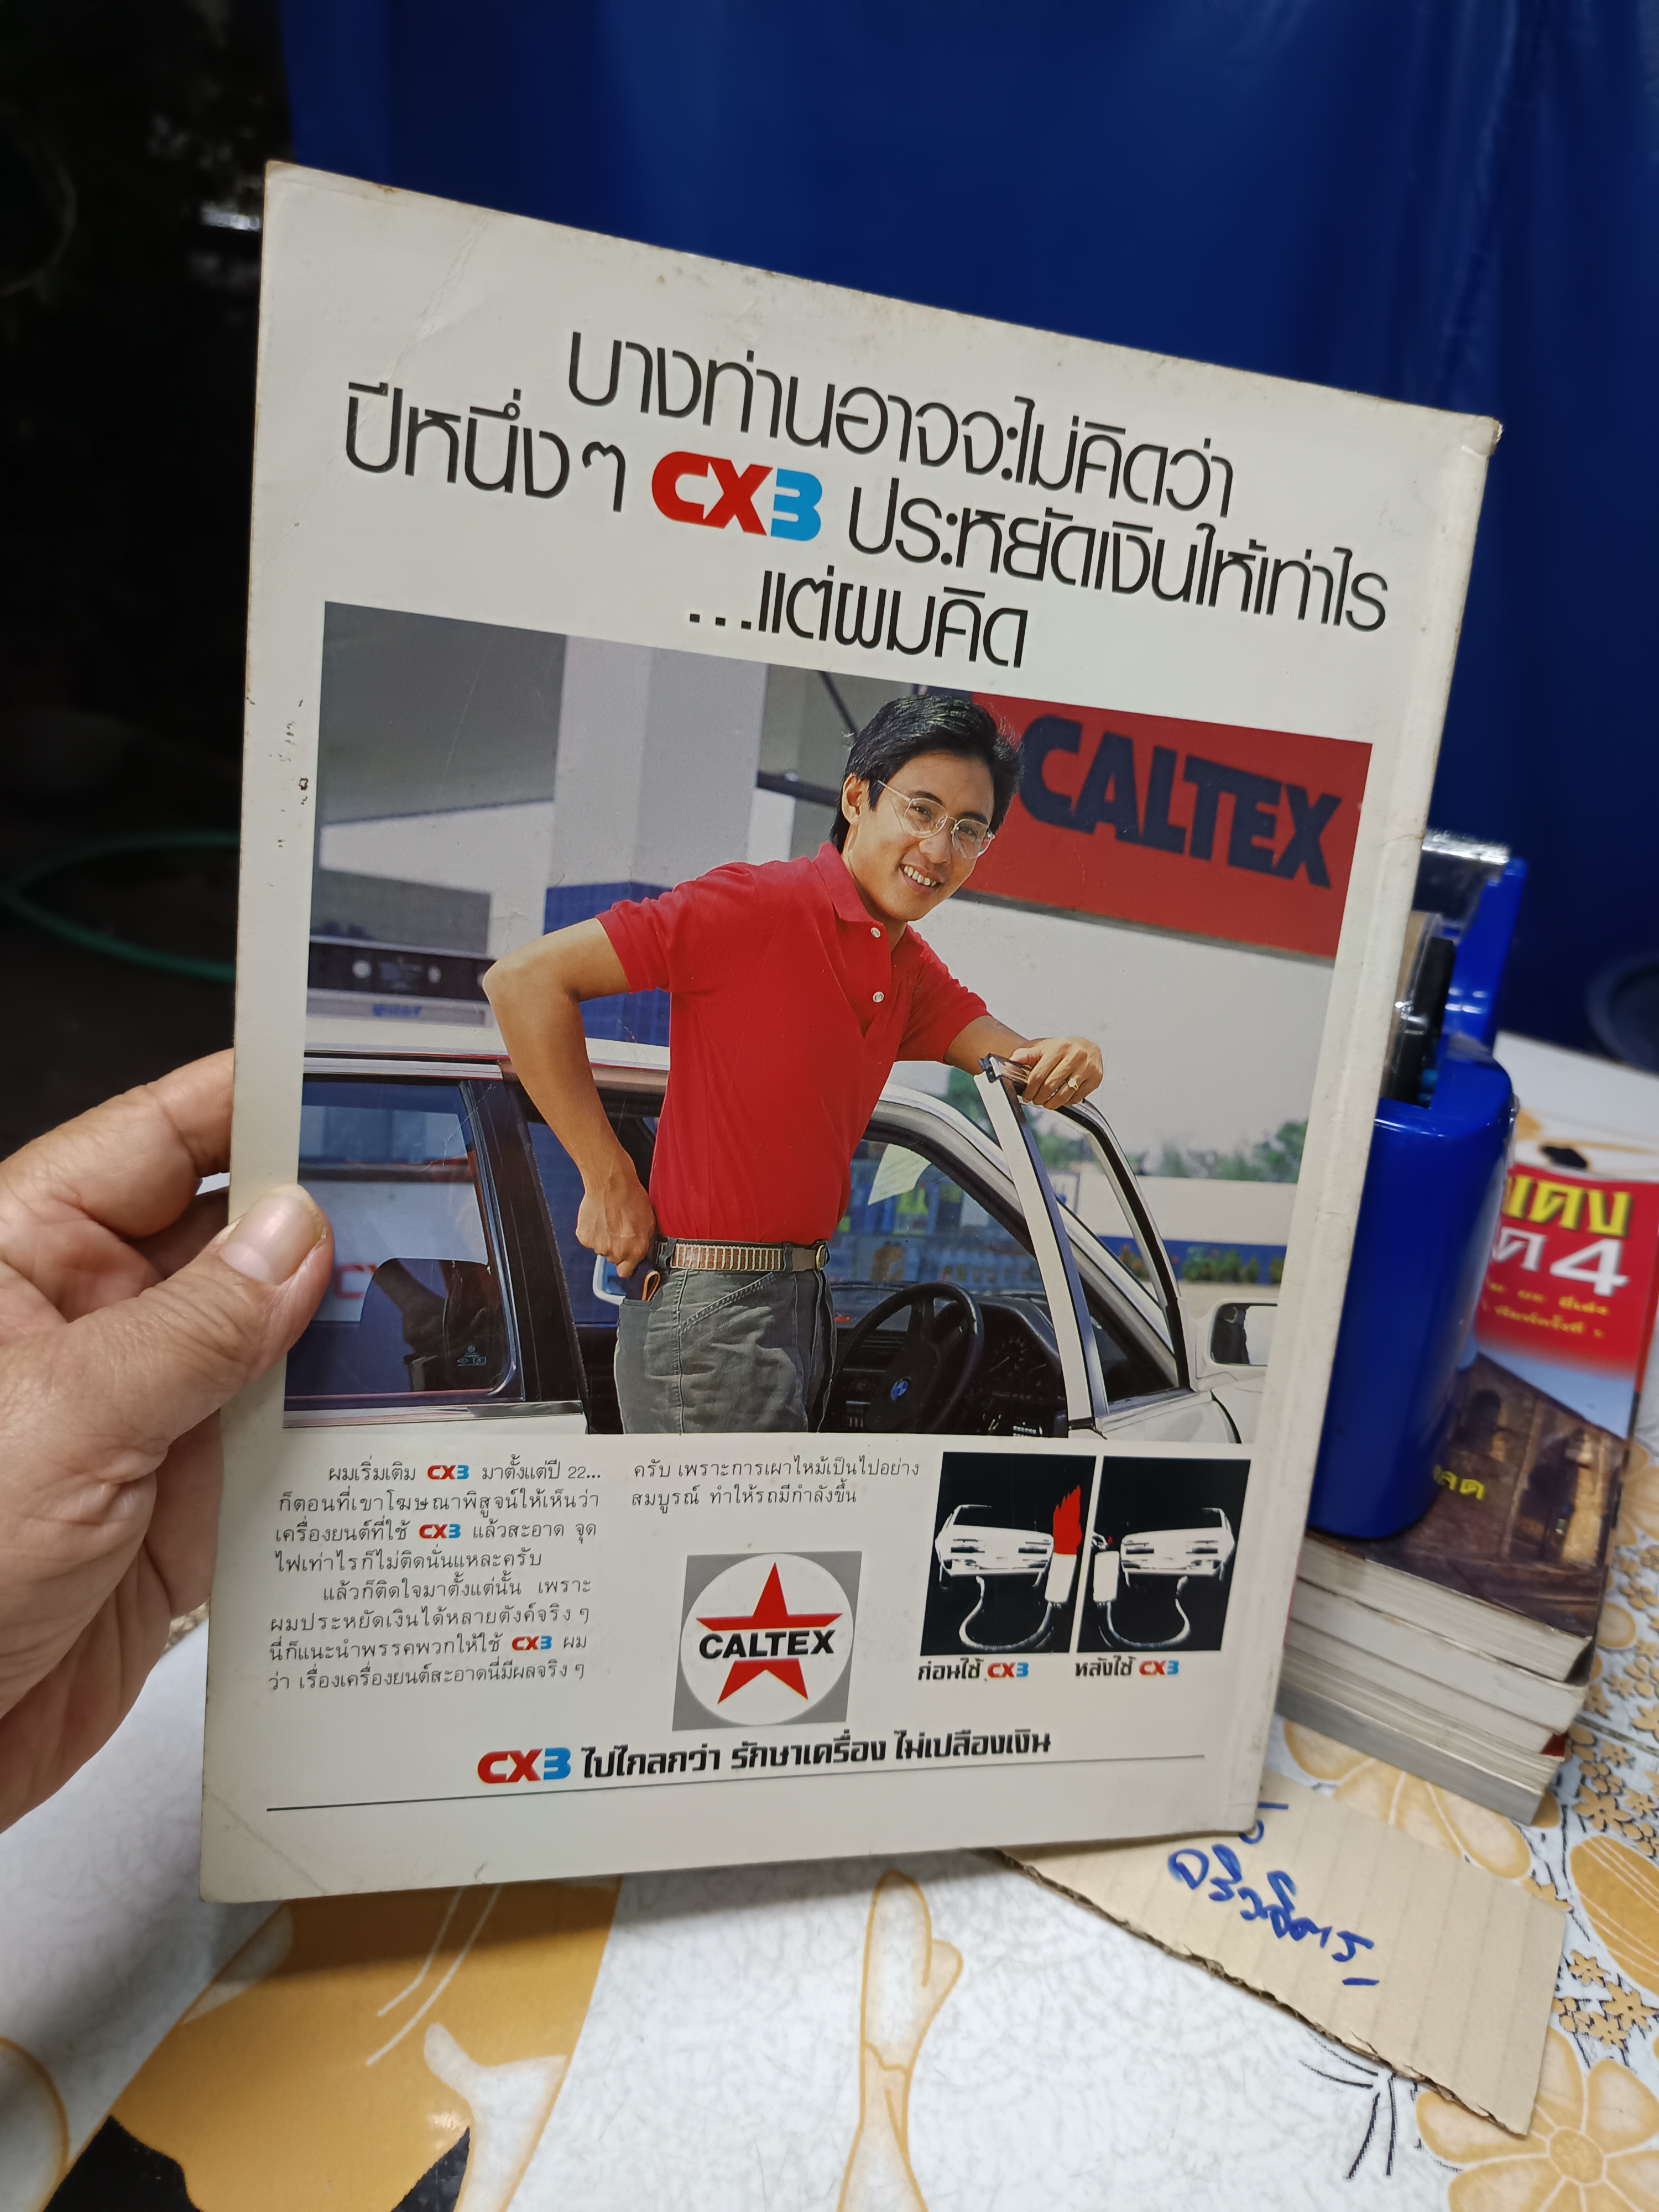 บางท่านอาจจะไม่คิดว่า
ปีหนึ่งๆ CX3 ประหยัดเงินให้เท่าไร
...แต่ผมคิด
CALTEX
ผมเริ่มเติม CX3 มาตั้งแต่ปี 22...
ก็ตอนที่เขาโฆษณาพิสูจน์ให้เห็นว่า
เครื่องยนต์ที่ใช้ CX3 แล้วสะอาด จุด
ไฟเท่าไรก็ไม่ติดนั่นแหละครับ
แล้วก็ติดใจมาตั้งแต่นั้น เพราะ
ผมประหยัดเงินได้หลายตังค์จริง ๆ
นี่ก็แนะนำพรรคพวกให้ใช้ CX3 ผม
ว่า เรื่องเครื่องยนต์สะอาดนี่มีผลจริง ๆ
ครับ เพราะการเผาไหม้เป็นไปอย่าง
สมบูรณ์ ทำให้รถมีกำลังขึ้น
CALTEX
ก่อนใช้ CX3
หลังใช้ CX3
CX3 ไปไกลกว่า รักษาเครื่อง ไม่เปลืองเงิน
แดง
4